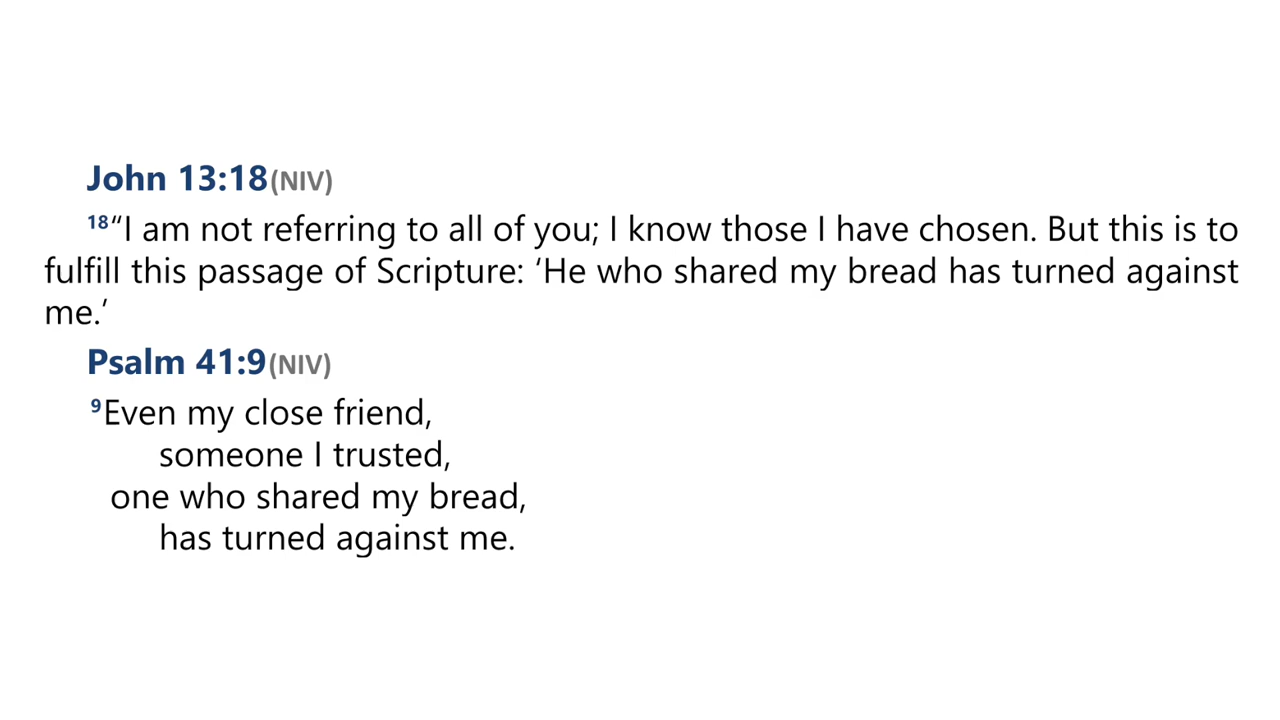 John 13:18(NIV)
18“I am not referring to all of you; I know those I have chosen. But this is to
fulfill this passage of Scripture: ‘He who shared my bread has turned against
me.’
Psalm 41:9(NIV)
9Even my close friend,
someone I trusted,
one who shared my bread,
has turned against me.